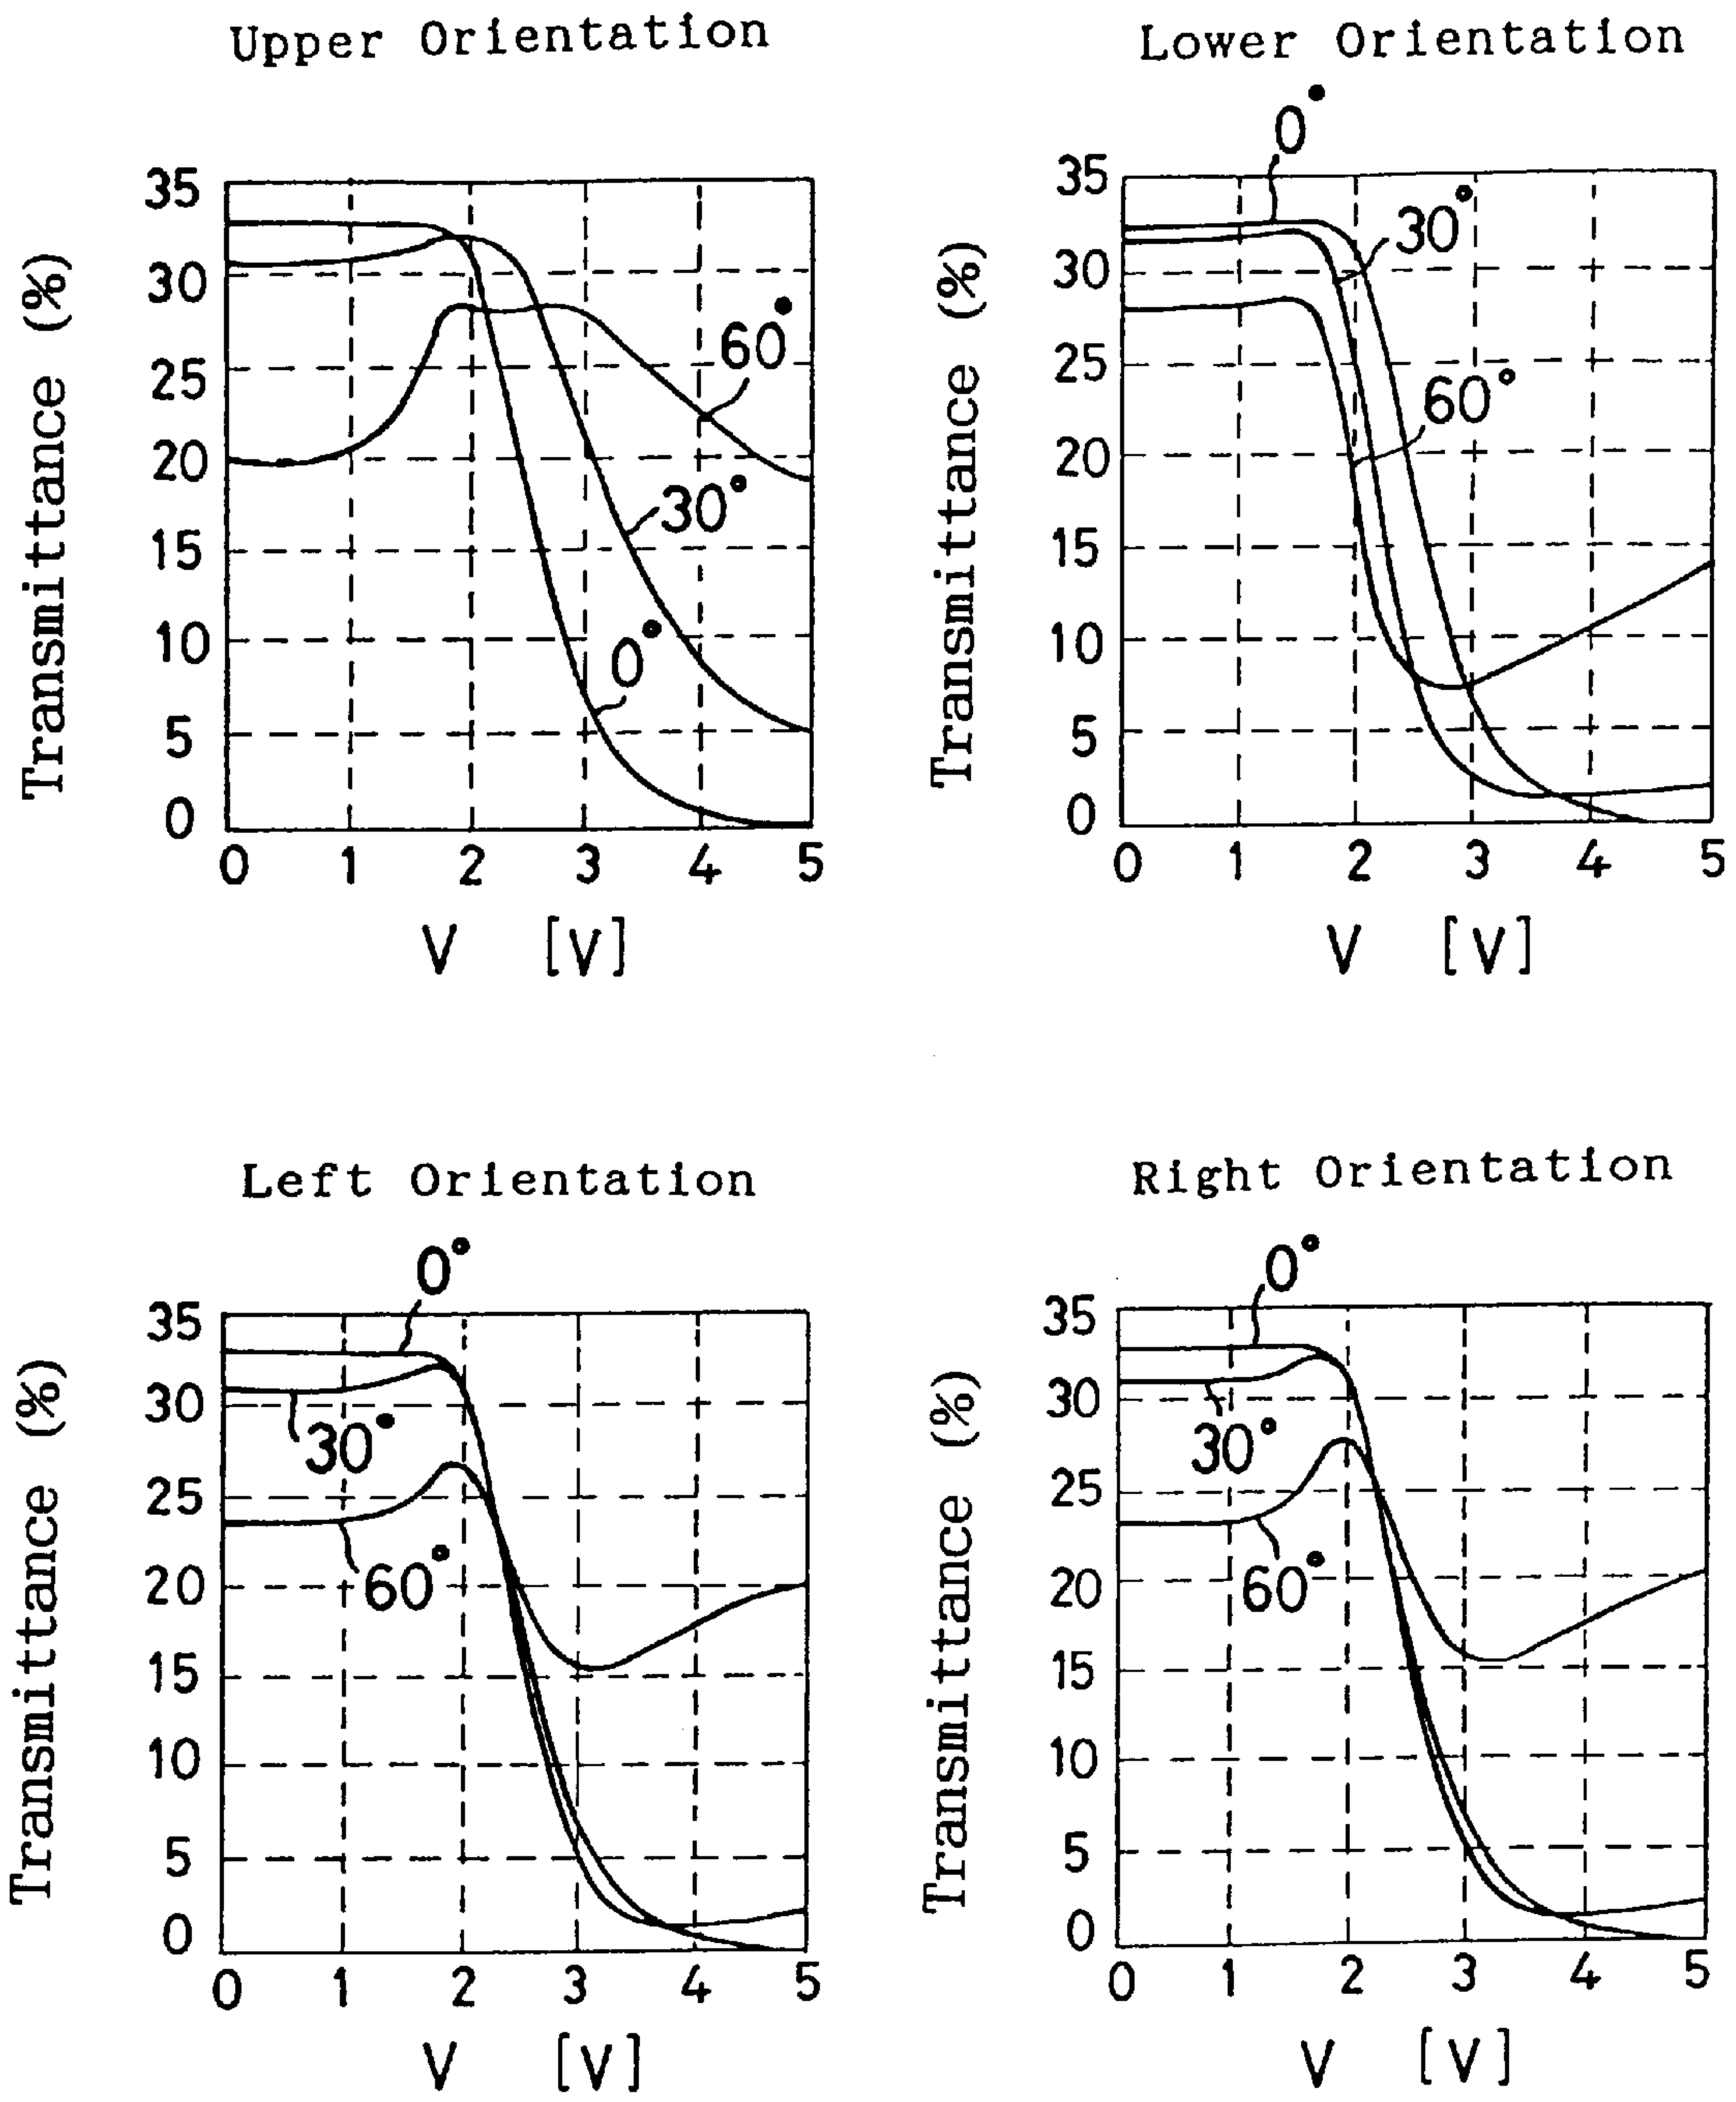 Upper Orientation
Transmittance (%)
35
30
25
20
15
10
5
0
0 1 2 3 4 5
V [V]
60°
30°
0°
Lower Orientation
Transmittance (%)
35
30
25
20
15
10
5
0
0 1 2 3 4 5
V [V]
0°
30°
60°
Left Orientation
Transmittance (%)
35
30
25
20
15
10
5
0
0 1 2 3 4 5
V [V]
0°
30°
60°
Right Orientation
Transmittance (%)
35
30
25
20
15
10
5
0
0 1 2 3 4 5
V [V]
0°
30°
60°